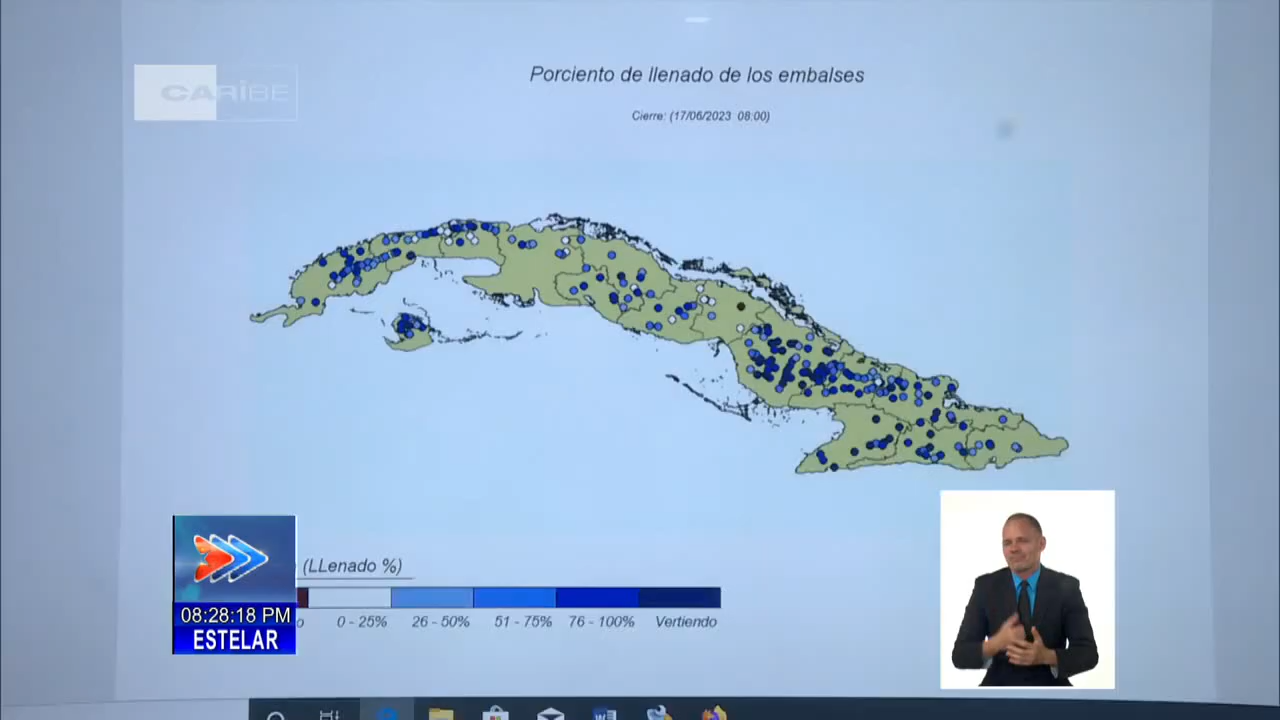 CARIBE
Porciento de llenado de los embalses
Cierre: (17/06/2023 08:00)
(LLenado %)
0 - 25%
26 - 50%
51 - 75%
76 - 100%
Vertiendo
08:28:18 PM
ESTELAR